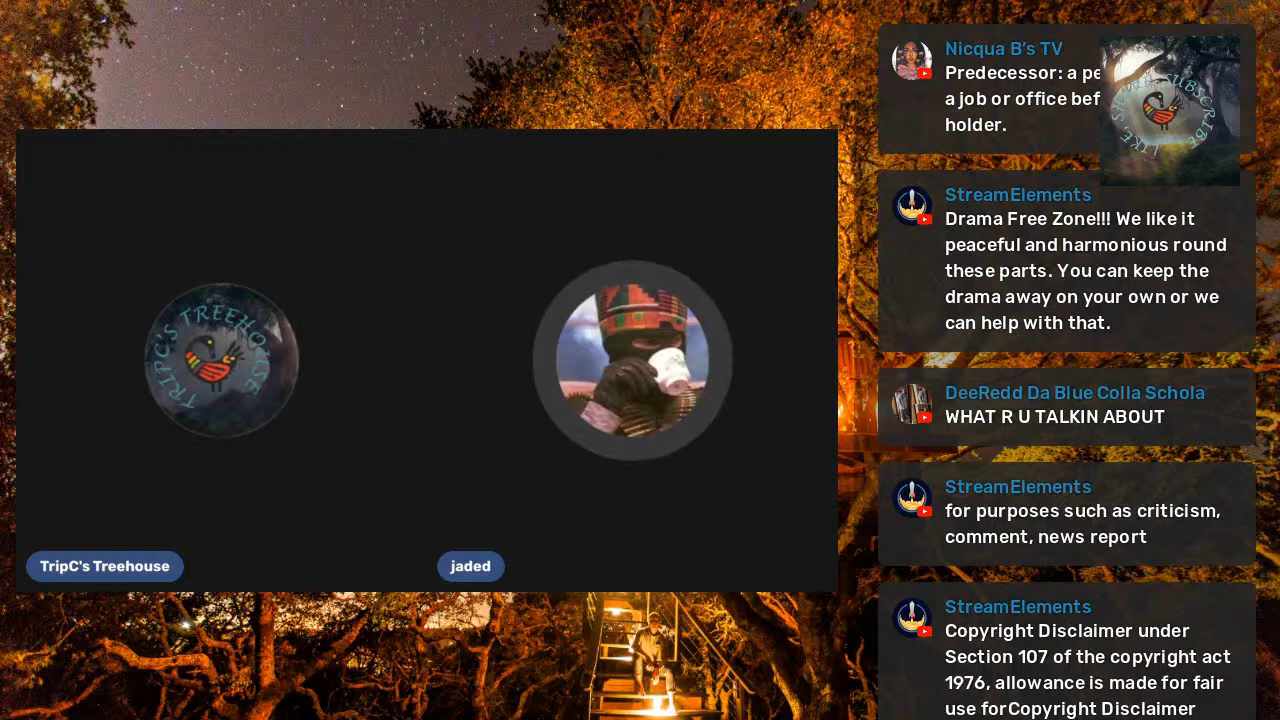 TRIPC'S TREEHOUSE
TripC's Treehouse
jaded
Nicqua B's TV
Predecessor: a pe
a job or office bef
holder.
LIKE, SHARE, SUBSCRIBE
StreamElements
Drama Free Zone!!! We like it
peaceful and harmonious round
these parts. You can keep the
drama away on your own or we
can help with that.
DeeRedd Da Blue Colla Schola
WHAT R U TALKIN ABOUT
StreamElements
for purposes such as criticism,
comment, news report
StreamElements
Copyright Disclaimer under
Section 107 of the copyright act
1976, allowance is made for fair
use forCopyright Disclaimer